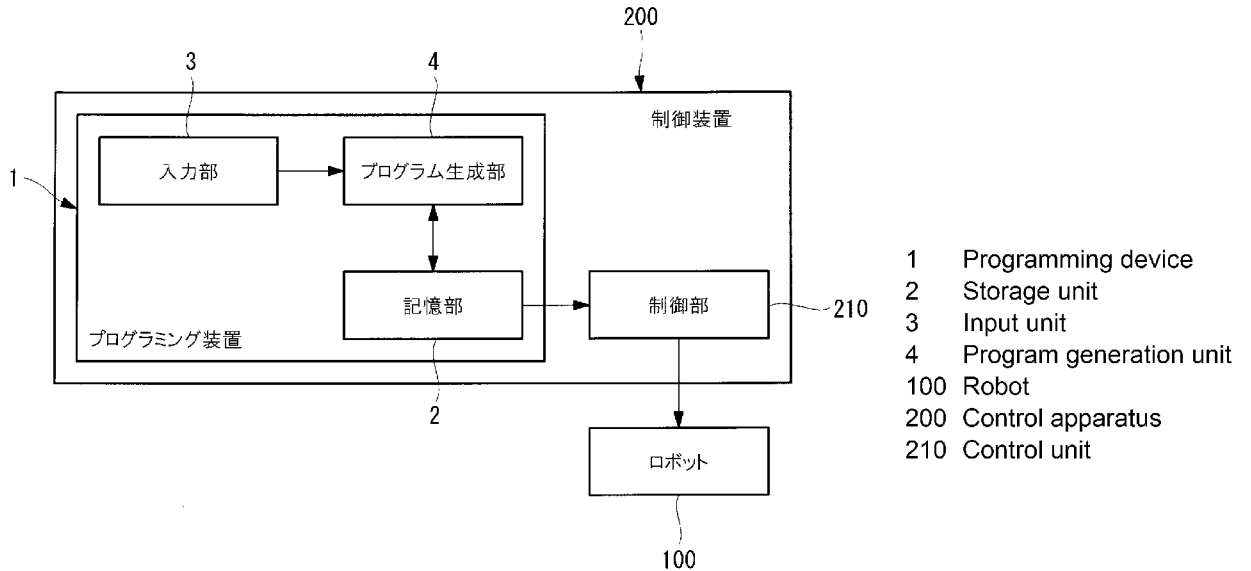 200
3
4
制御装置
1
入力部
プログラム生成部
記憶部
制御部
210
プログラミング装置
2
ロボット
100
1 Programming device
2 Storage unit
3 Input unit
4 Program generation unit
100 Robot
200 Control apparatus
210 Control unit